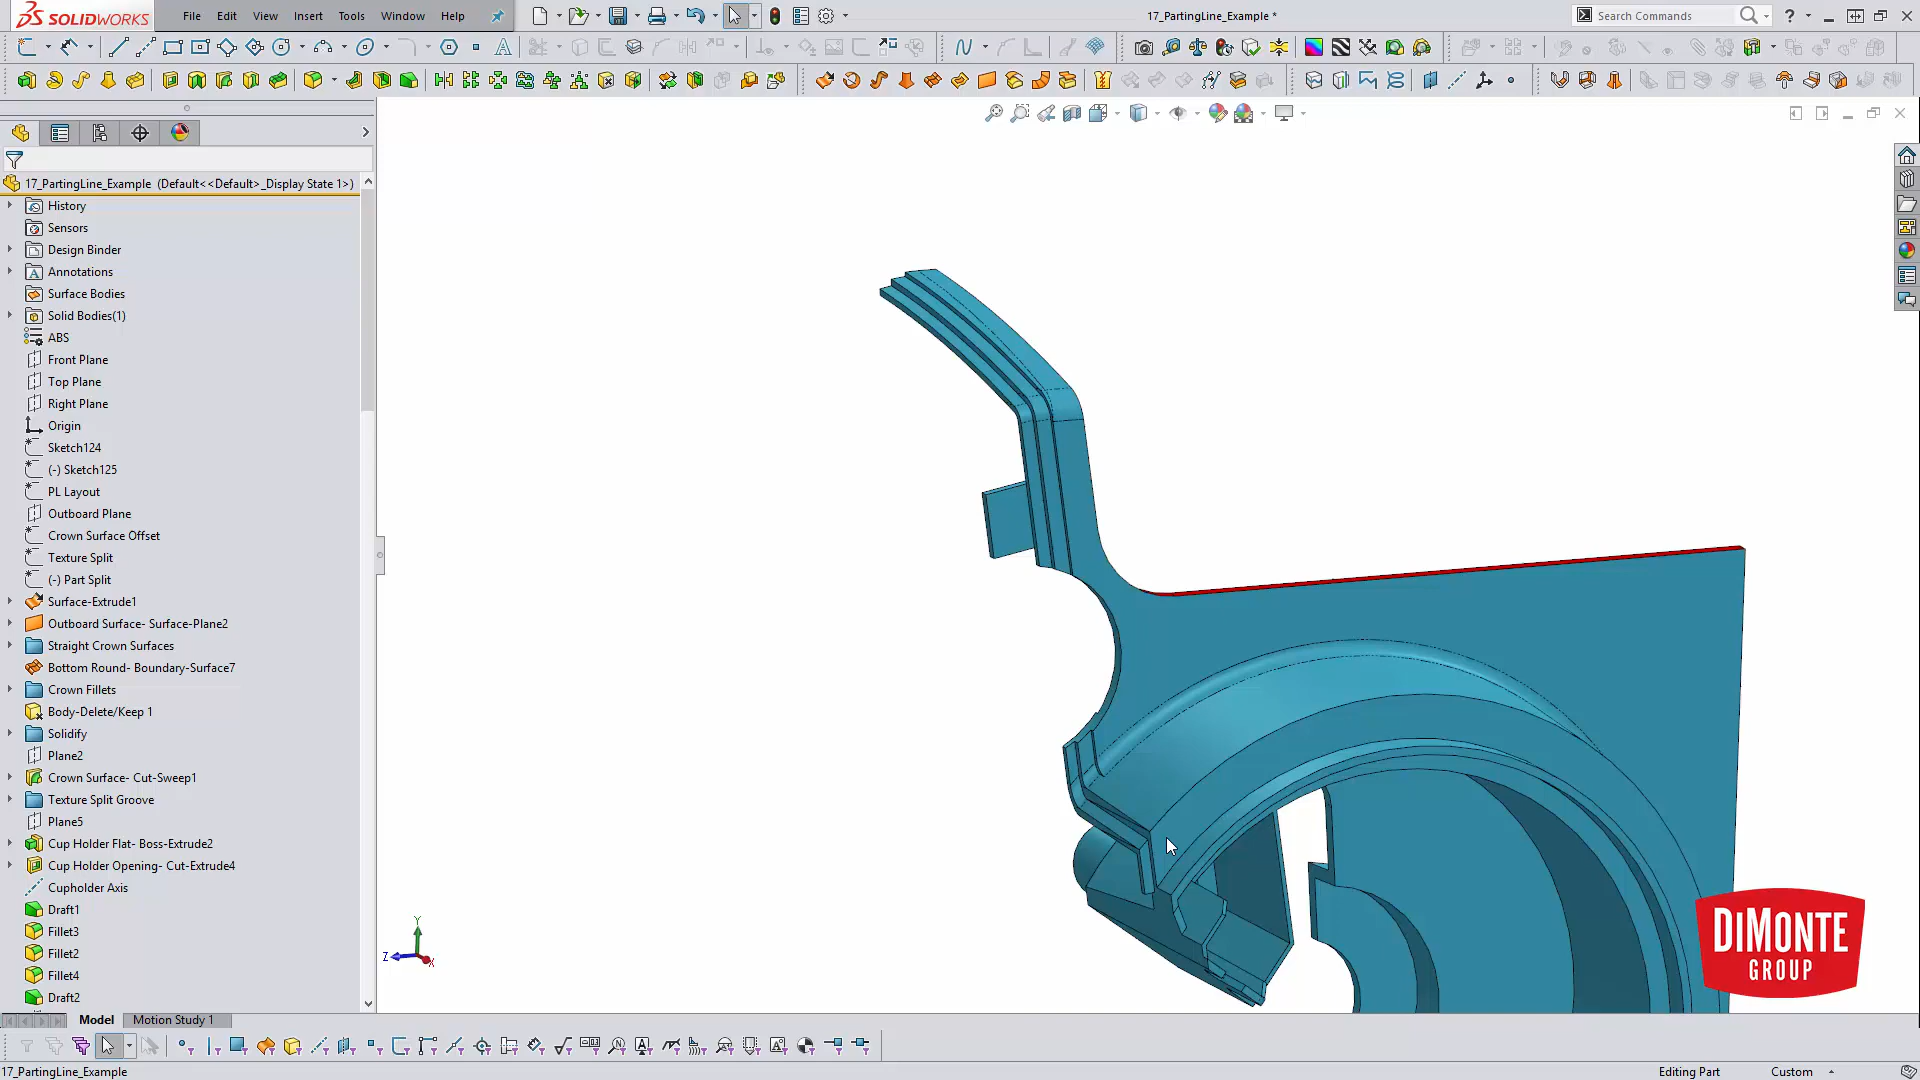 SOLIDWORKS
File Edit View Insert Tools Window Help
17_PartingLine_Example *
Search Commands
17_PartingLine_Example (Default<<Default>_Display State 1>)
History
Sensors
Design Binder
Annotations
Surface Bodies
Solid Bodies(1)
ABS
Front Plane
Top Plane
Right Plane
Origin
Sketch124
(-) Sketch125
PL Layout
Outboard Plane
Crown Surface Offset
Texture Split
(-) Part Split
Surface-Extrude1
Outboard Surface- Surface-Plane2
Straight Crown Surfaces
Bottom Round- Boundary-Surface7
Crown Fillets
Body-Delete/Keep 1
Solidify
Plane2
Crown Surface- Cut-Sweep1
Texture Split Groove
Plane5
Cup Holder Flat- Boss-Extrude2
Cup Holder Opening- Cut-Extrude4
Cupholder Axis
Draft1
Fillet3
Fillet2
Fillet4
Draft2
Y
Z
X
DIMONTE
GROUP
Model Motion Study 1
17_PartingLine_Example
Editing Part Custom